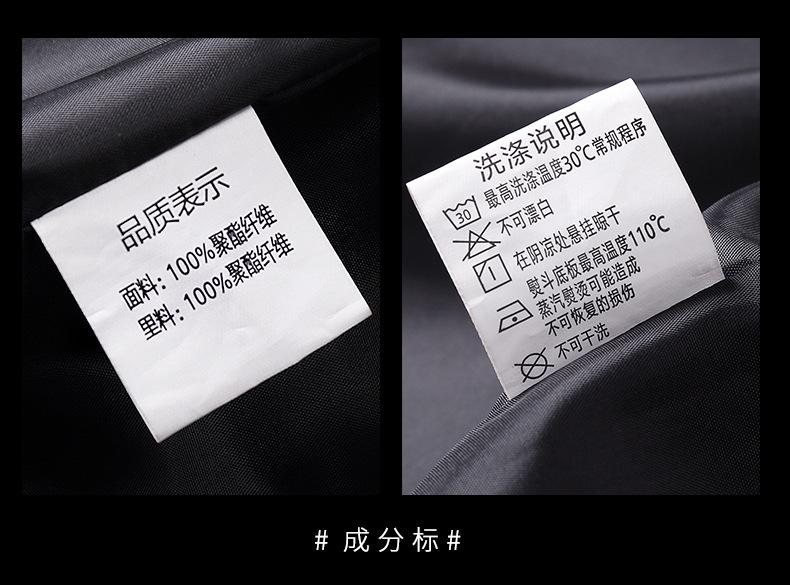 品质表示
面料：100%聚酯纤维
里料：100%聚酯纤维
洗涤说明
30
最高洗涤温度30℃常规程序
不可漂白
在阴凉处悬挂晾干
熨斗底板最高温度110℃
蒸汽熨烫可能造成
不可恢复的损伤
不可干洗
# 成分标#